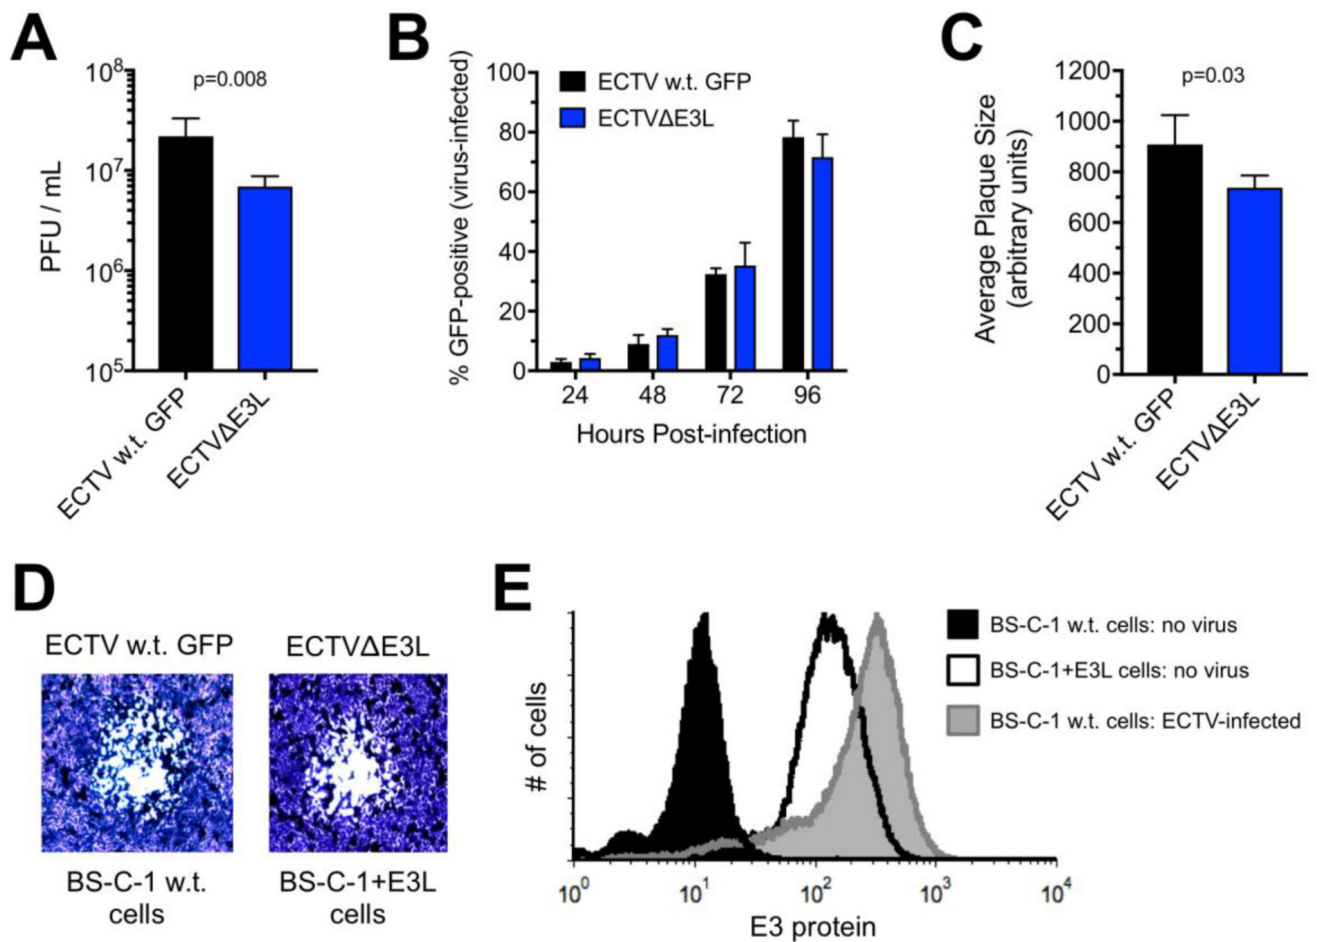 A
p=0.008
10⁸
10⁷
10⁶
10⁵
PFU / mL
ECTV w.t. GFP
ECTVΔE3L
B
ECTV w.t. GFP
ECTVΔE3L
100
80
60
40
20
0
% GFP-positive (virus-infected)
24 48 72 96
Hours Post-infection
C
p=0.03
1200
1000
800
600
400
200
0
Average Plaque Size
(arbitrary units)
ECTV w.t. GFP
ECTVΔE3L
D
ECTV w.t. GFP
ECTVΔE3L
BS-C-1 w.t.
cells
BS-C-1+E3L
cells
E
BS-C-1 w.t. cells: no virus
BS-C-1+E3L cells: no virus
BS-C-1 w.t. cells: ECTV-infected
# of cells
10⁰ 10¹ 10² 10³ 10⁴
E3 protein